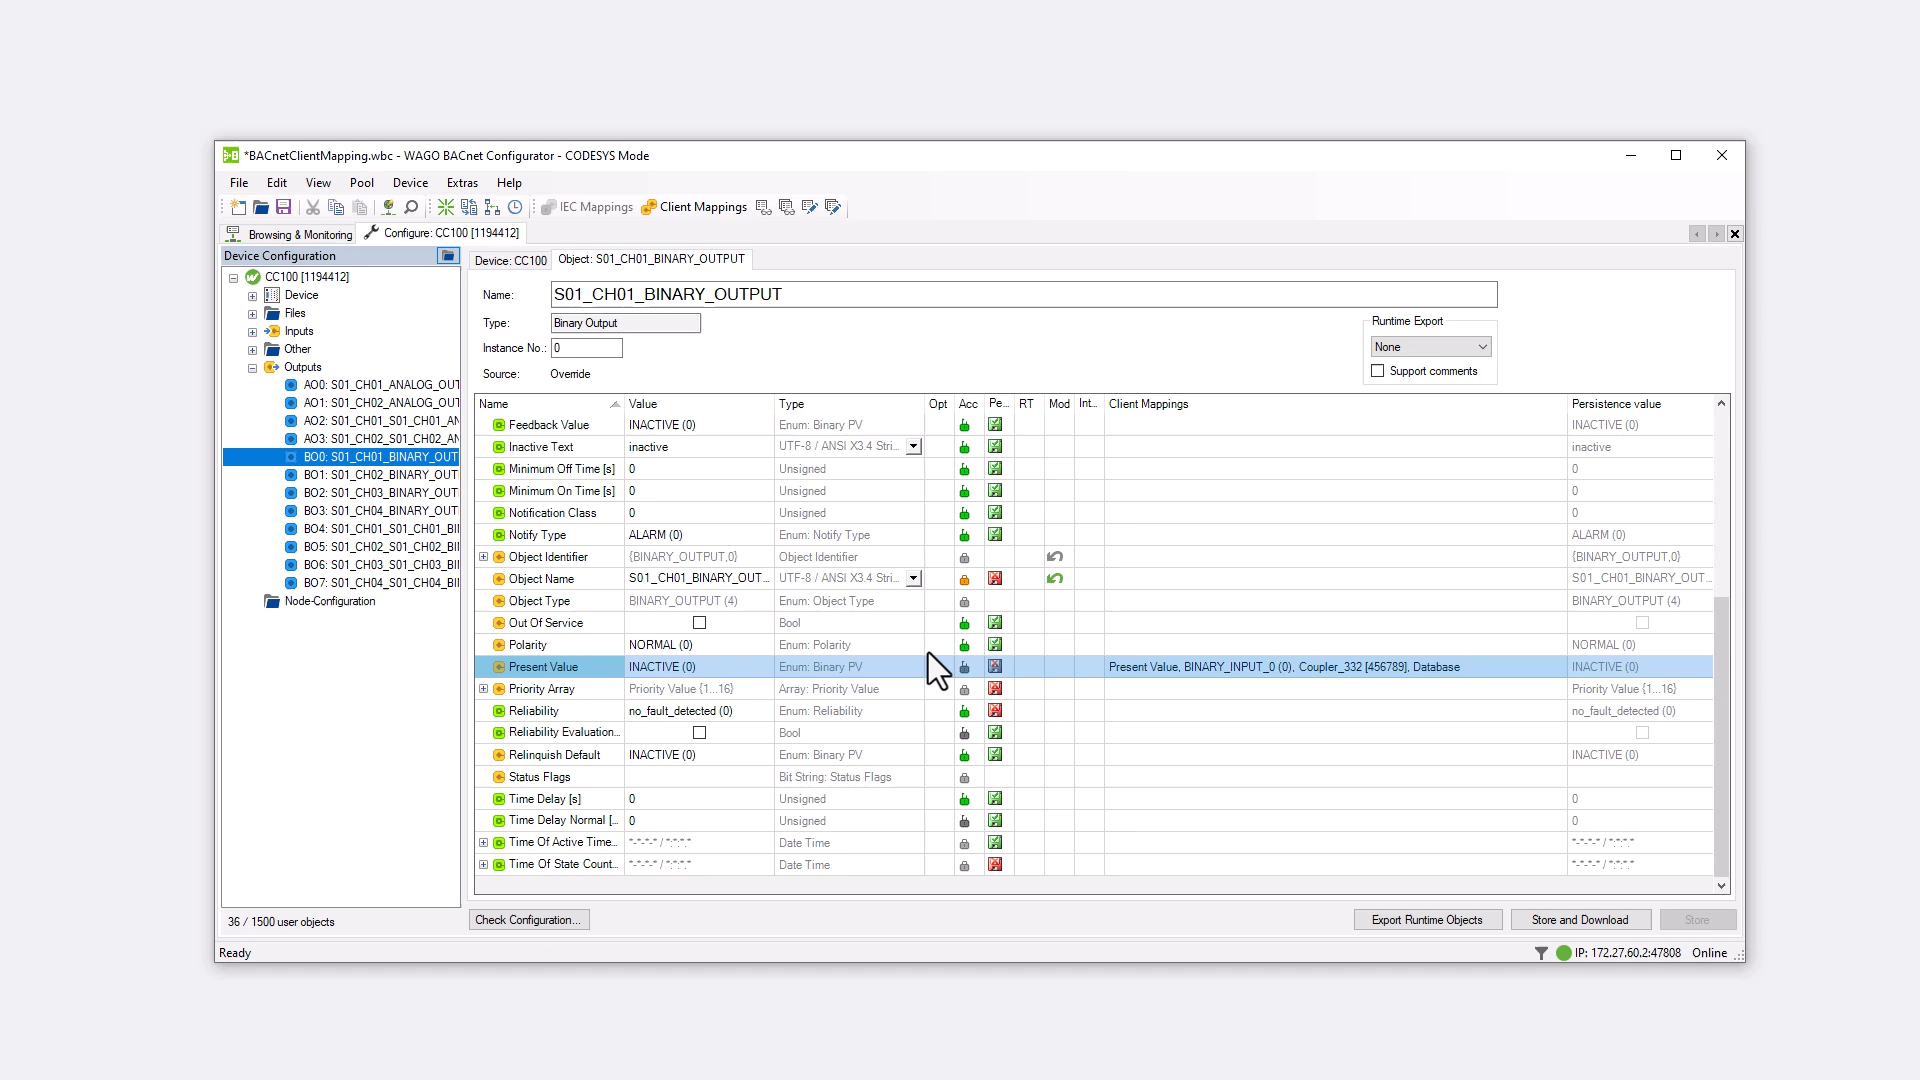 *BACnetClientMapping.wbc - WAGO BACnet Configurator - CODESYS Mode
File Edit View Pool Device Extras Help
IEC Mappings Client Mappings
Browsing & Monitoring Configure: CC100 [1194412]
Device Configuration
CC100 [1194412]
Device
Files
Inputs
Other
Outputs
AO0: S01_CH01_ANALOG_OUT
AO1: S01_CH02_ANALOG_OUT
AO2: S01_CH01_S01_CH01_AN
AO3: S01_CH02_S01_CH02_AN
BO0: S01_CH01_BINARY_OUT
BO1: S01_CH02_BINARY_OUT
BO2: S01_CH03_BINARY_OUT
BO3: S01_CH04_BINARY_OUT
BO4: S01_CH01_S01_CH01_BII
BO5: S01_CH02_S01_CH02_BII
BO6: S01_CH03_S01_CH03_BII
BO7: S01_CH04_S01_CH04_BII
Node-Configuration
36 / 1500 user objects
Device: CC100 Object: S01_CH01_BINARY_OUTPUT
Name: S01_CH01_BINARY_OUTPUT
Type: Binary Output
Instance No.: 0
Source: Override
Runtime Export
None
Support comments
Name Value Type Opt Acc Pe... RT Mod Int... Client Mappings Persistence value
Feedback Value INACTIVE (0) Enum: Binary PV INACTIVE (0)
Inactive Text inactive UTF-8 / ANSI X3.4 Stri... inactive
Minimum Off Time [s] 0 Unsigned 0
Minimum On Time [s] 0 Unsigned 0
Notification Class 0 Unsigned 0
Notify Type ALARM (0) Enum: Notify Type ALARM (0)
Object Identifier {BINARY_OUTPUT,0} Object Identifier {BINARY_OUTPUT,0}
Object Name S01_CH01_BINARY_OUT... UTF-8 / ANSI X3.4 Stri... S01_CH01_BINARY_OUT...
Object Type BINARY_OUTPUT (4) Enum: Object Type BINARY_OUTPUT (4)
Out Of Service Bool
Polarity NORMAL (0) Enum: Polarity NORMAL (0)
Present Value INACTIVE (0) Enum: Binary PV Present Value, BINARY_INPUT_0 (0), Coupler_332 [456789], Database INACTIVE (0)
Priority Array Priority Value {1...16} Array: Priority Value Priority Value {1...16}
Reliability no_fault_detected (0) Enum: Reliability no_fault_detected (0)
Reliability Evaluation... Bool
Relinquish Default INACTIVE (0) Enum: Binary PV INACTIVE (0)
Status Flags Bit String: Status Flags
Time Delay [s] 0 Unsigned 0
Time Delay Normal [... 0 Unsigned 0
Time Of Active Time... *-*-*-* / *:*:*.* Date Time *-*-*-* / *:*:*.*
Time Of State Count... *-*-*-* / *:*:*.* Date Time *-*-*-* / *:*:*.*
Check Configuration... Export Runtime Objects Store and Download Store
Ready IP: 172.27.60.2:47808 Online